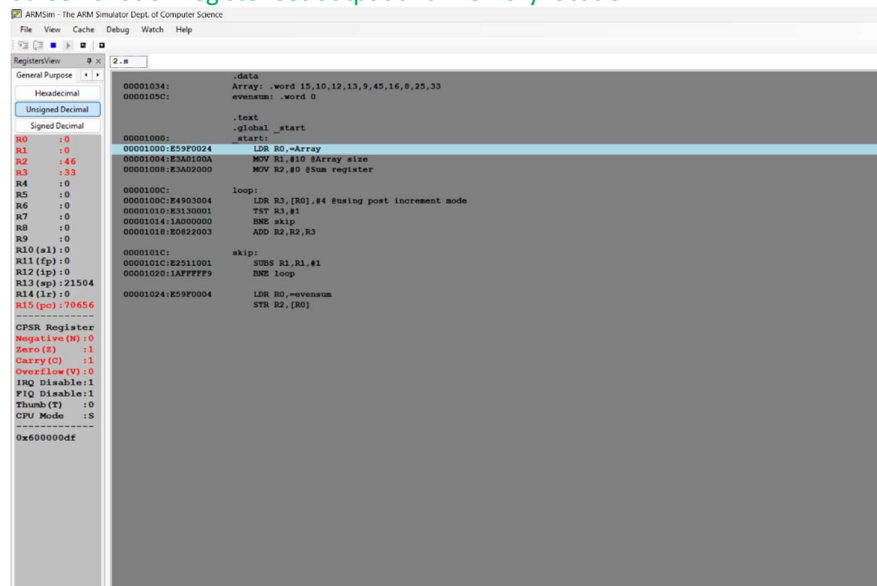 ARMSim - The ARM Simulator Dept. of Computer Science
File View Cache Debug Watch Help
RegistersView
2.s
General Purpose
Hexadecimal
Unsigned Decimal
Signed Decimal
R0 :0
R1 :0
R2 :46
R3 :33
R4 :0
R5 :0
R6 :0
R7 :0
R8 :0
R9 :0
R10(sl):0
R11(fp):0
R12(ip):0
R13(sp):21504
R14(lr):0
R15(pc):70656
CPSR Register
Negative(N):0
Zero(Z) :1
Carry(C) :1
Overflow(V):0
IRQ Disable:1
FIQ Disable:1
Thumb(T) :0
CPU Mode :S
0x600000df
.data
00001034: Array: .word 15,10,12,13,9,45,16,8,25,33
0000105C: evensum: .word 0
.text
.global _start
00001000: _start:
00001000:E59F0024 LDR R0,=Array
00001004:E3A0100A MOV R1,#10 @Array size
00001008:E3A02000 MOV R2,#0 @Sum register
0000100C: loop:
0000100C:E4903004 LDR R3,[R0],#4 @using post increment mode
00001010:E3130001 TST R3,#1
00001014:1A000000 BNE skip
00001018:E0822003 ADD R2,R2,R3
0000101C: skip:
0000101C:E2511001 SUBS R1,R1,#1
00001020:1AFFFFF9 BNE loop
00001024:E59F0004 LDR R0,=evensum
STR R2,[R0]